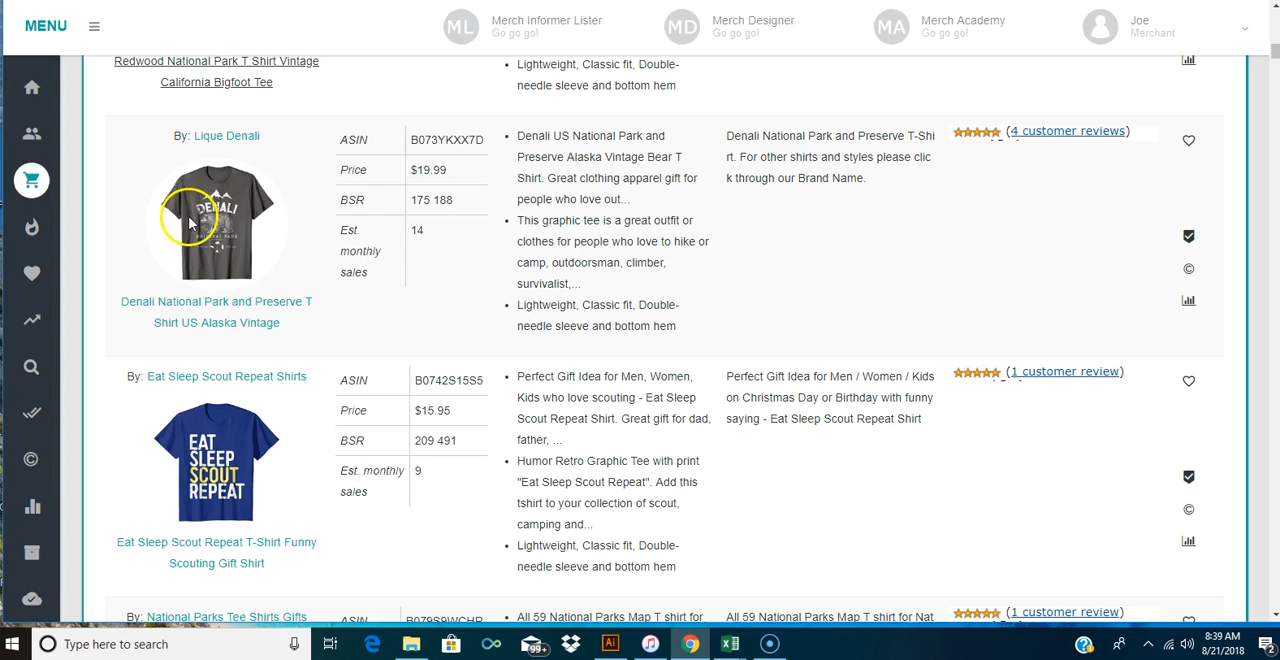 MENU
ML
Merch Informer Lister
Go go go!
MD
Merch Designer
Go go go!
MA
Merch Academy
Go go go!
Joe
Merchant
Redwood National Park T Shirt Vintage
California Bigfoot Tee
Lightweight, Classic fit, Double-
needle sleeve and bottom hem
By: Lique Denali
DENALI
NATIONAL PARK
Denali National Park and Preserve T
Shirt US Alaska Vintage
ASIN B073YKXX7D
Price $19.99
BSR 175 188
Est. 14
monthly
sales
Denali US National Park and
Preserve Alaska Vintage Bear T
Shirt. Great clothing apparel gift for
people who love out...
This graphic tee is a great outfit or
clothes for people who love to hike or
camp, outdoorsman, climber,
survivalist,...
Lightweight, Classic fit, Double-
needle sleeve and bottom hem
Denali National Park and Preserve T-Shi
rt. For other shirts and styles please clic
k through our Brand Name.
(4 customer reviews)
By: Eat Sleep Scout Repeat Shirts
EAT
SLEEP
SCOUT
REPEAT
Eat Sleep Scout Repeat T-Shirt Funny
Scouting Gift Shirt
ASIN B0742S15S5
Price $15.95
BSR 209 491
Est. monthly 9
sales
Perfect Gift Idea for Men, Women,
Kids who love scouting - Eat Sleep
Scout Repeat Shirt. Great gift for dad,
father, ...
Humor Retro Graphic Tee with print
"Eat Sleep Scout Repeat". Add this
tshirt to your collection of scout,
camping and...
Lightweight, Classic fit, Double-
needle sleeve and bottom hem
Perfect Gift Idea for Men / Women / Kids
on Christmas Day or Birthday with funny
saying - Eat Sleep Scout Repeat Shirt
(1 customer review)
By: National Parks Tee Shirts Gifts
ASIN B079S9WCHP
All 59 National Parks Map T shirt for
All 59 National Parks Map T shirt for Nat
(1 customer review)
Type here to search
99+
Ai
8:39 AM
8/21/2018
2